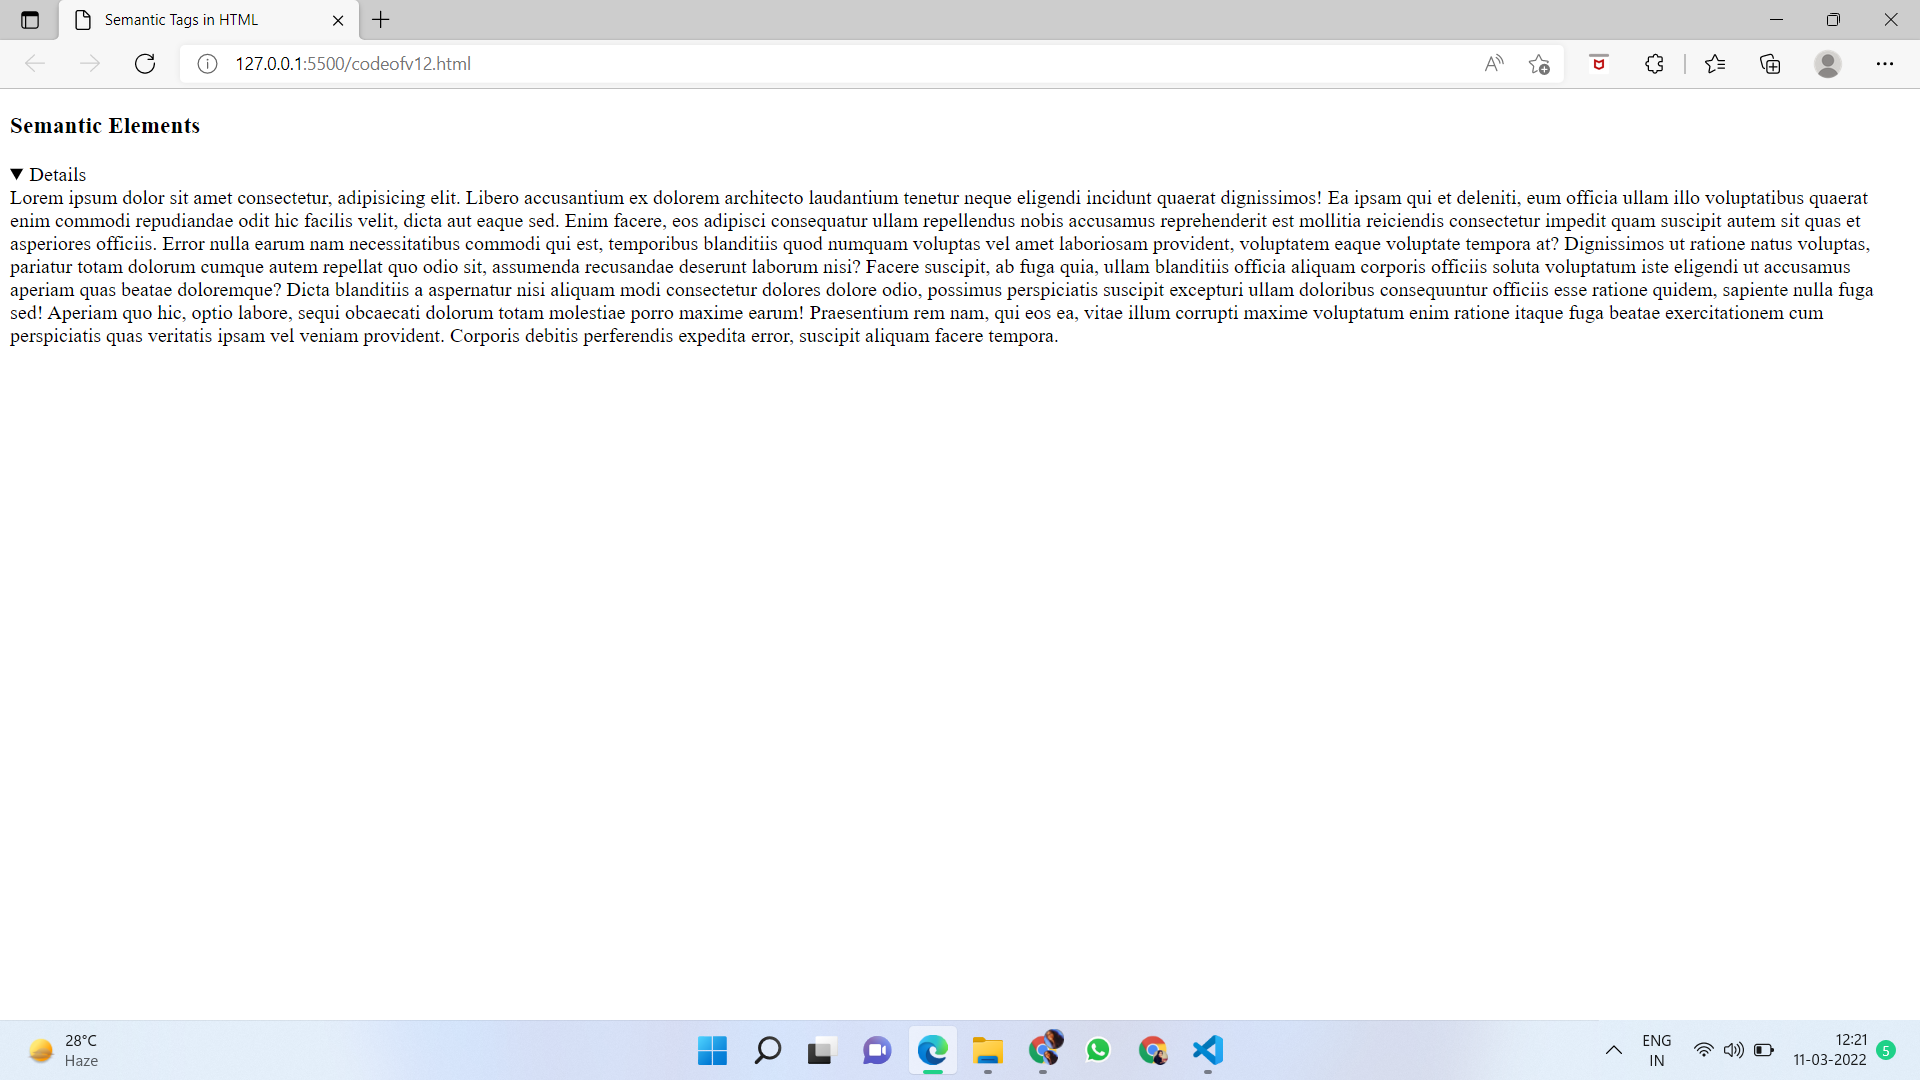 Semantic Tags in HTML
127.0.0.1:5500/codeofv12.html
Semantic Elements
Details
Lorem ipsum dolor sit amet consectetur, adipisicing elit. Libero accusantium ex dolorem architecto laudantium tenetur neque eligendi incidunt quaerat dignissimos! Ea ipsam qui et deleniti, eum officia ullam illo voluptatibus quaerat
enim commodi repudiandae odit hic facilis velit, dicta aut eaque sed. Enim facere, eos adipisci consequatur ullam repellendus nobis accusamus reprehenderit est mollitia reiciendis consectetur impedit quam suscipit autem sit quas et
asperiores officiis. Error nulla earum nam necessitatibus commodi qui est, temporibus blanditiis quod numquam voluptas vel amet laboriosam provident, voluptatem eaque voluptate tempora at? Dignissimos ut ratione natus voluptas,
pariatur totam dolorum cumque autem repellat quo odio sit, assumenda recusandae deserunt laborum nisi? Facere suscipit, ab fuga quia, ullam blanditiis officia aliquam corporis officiis soluta voluptatum iste eligendi ut accusamus
aperiam quas beatae doloremque? Dicta blanditiis a aspernatur nisi aliquam modi consectetur dolores dolore odio, possimus perspiciatis suscipit excepturi ullam doloribus consequuntur officiis esse ratione quidem, sapiente nulla fuga
sed! Aperiam quo hic, optio labore, sequi obcaecati dolorum totam molestiae porro maxime earum! Praesentium rem nam, qui eos ea, vitae illum corrupti maxime voluptatum enim ratione itaque fuga beatae exercitationem cum
perspiciatis quas veritatis ipsam vel veniam provident. Corporis debitis perferendis expedita error, suscipit aliquam facere tempora.
28°C
Haze
ENG
IN
12:21
11-03-2022
5